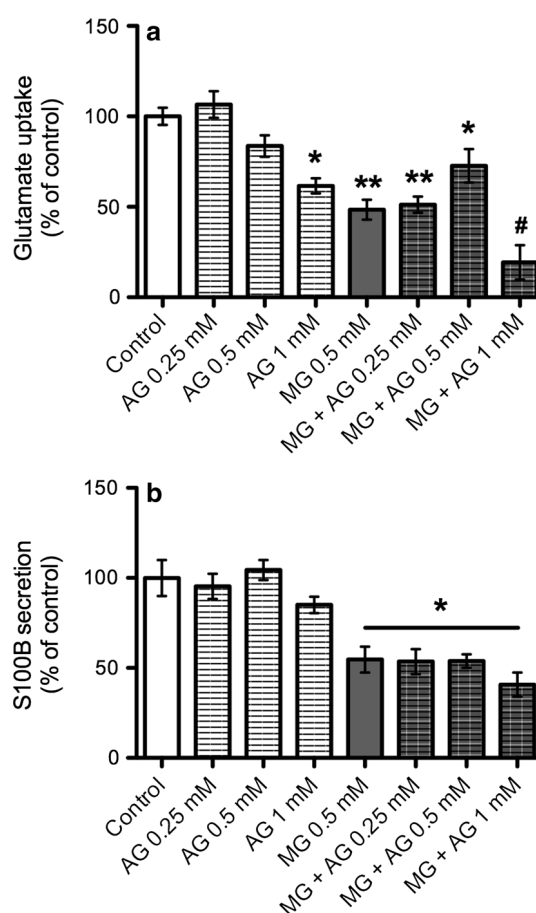 a
Glutamate uptake
(% of control)
150
100
50
0
*
**
**
*
#
Control
AG 0.25 mM
AG 0.5 mM
AG 1 mM
MG 0.5 mM
MG + AG 0.25 mM
MG + AG 0.5 mM
MG + AG 1 mM
b
S100B secretion
(% of control)
150
100
50
0
*
Control
AG 0.25 mM
AG 0.5 mM
AG 1 mM
MG 0.5 mM
MG + AG 0.25 mM
MG + AG 0.5 mM
MG + AG 1 mM